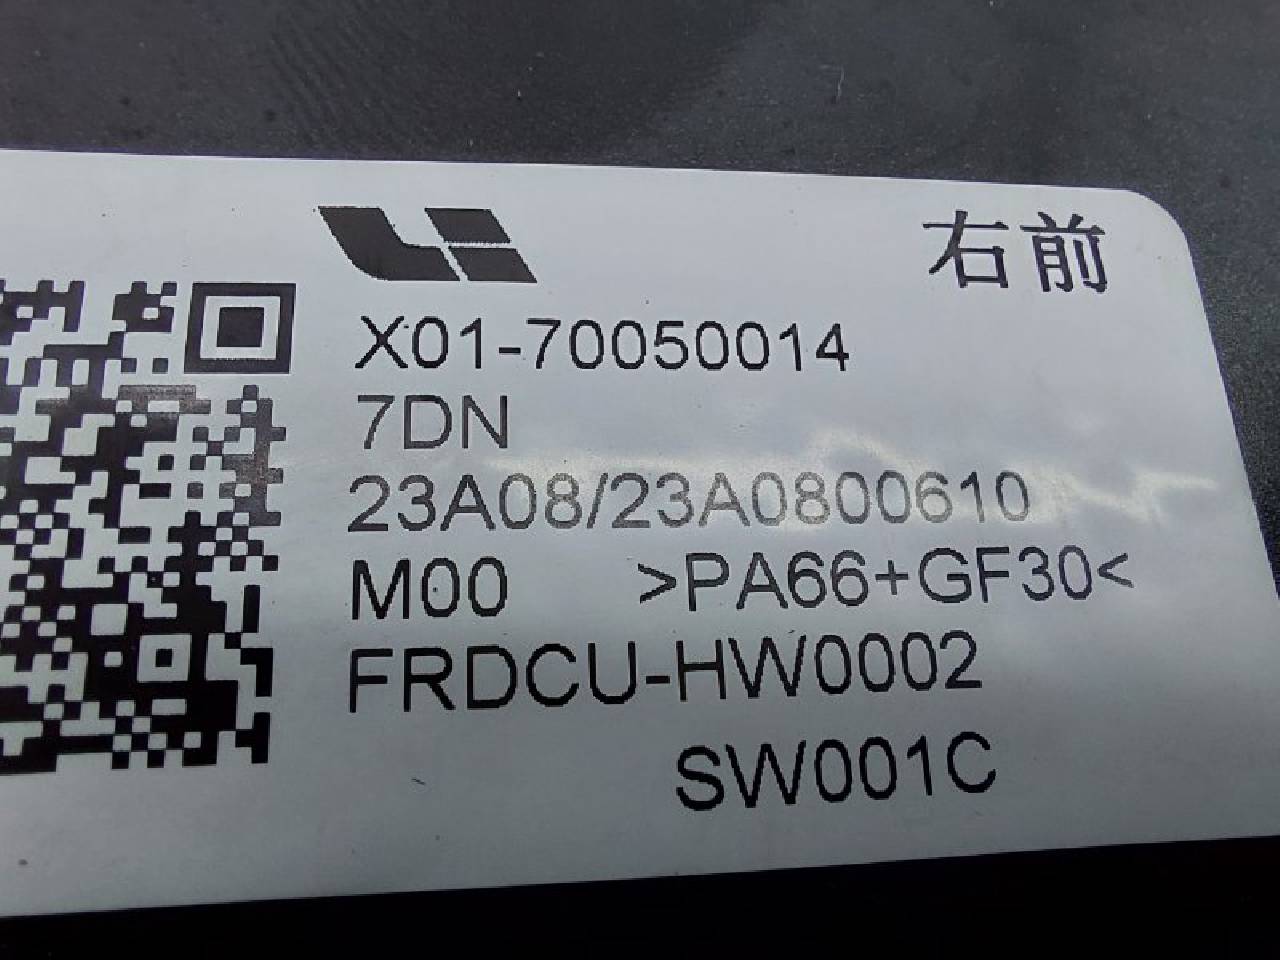 右前
X01-70050014
7DN
23A08/23A0800610
M00 >PA66+GF30<
FRDCU-HW0002
SW001C